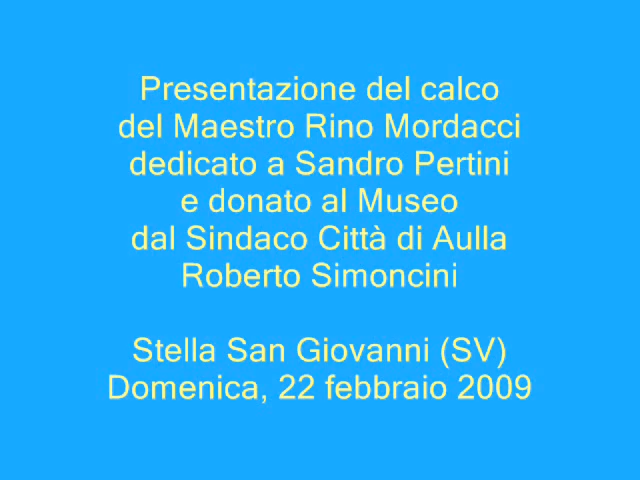 Presentazione del calco
del Maestro Rino Mordacci
dedicato a Sandro Pertini
e donato al Museo
dal Sindaco Città di Aulla
Roberto Simoncini
Stella San Giovanni (SV)
Domenica, 22 febbraio 2009